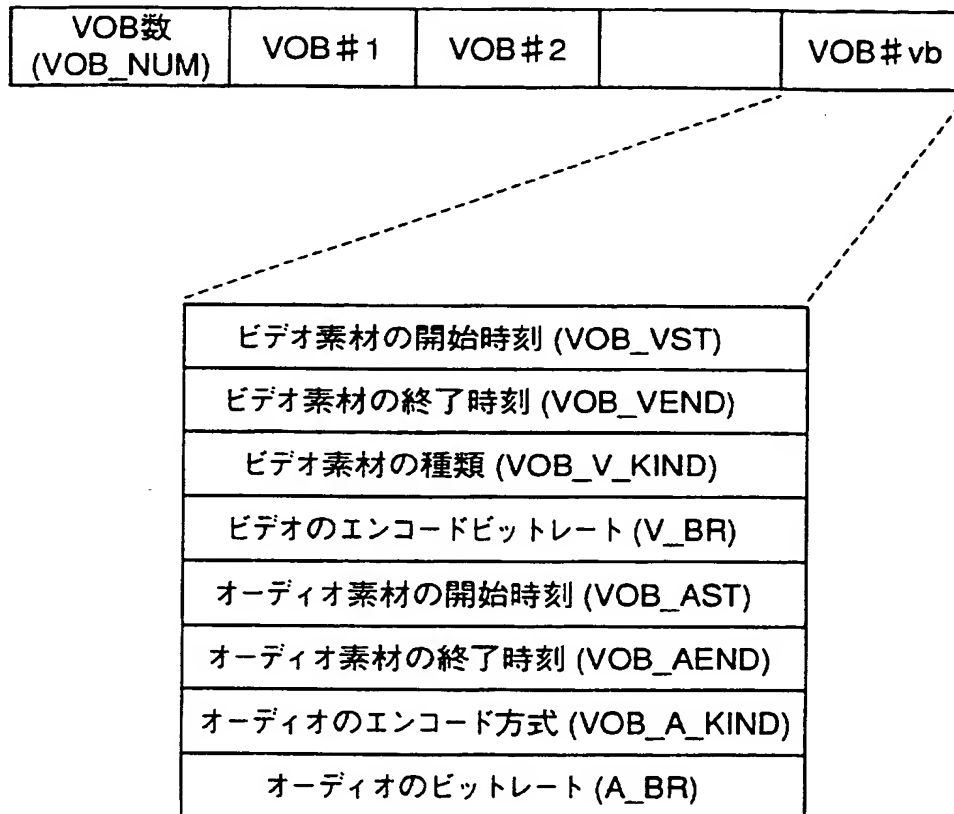 VOB数
(VOB_NUM)
VOB#1
VOB#2
VOB#vb
ビデオ素材の開始時刻 (VOB_VST)
ビデオ素材の終了時刻 (VOB_VEND)
ビデオ素材の種類 (VOB_V_KIND)
ビデオのエンコードビットレート (V_BR)
オーディオ素材の開始時刻 (VOB_AST)
オーディオ素材の終了時刻 (VOB_AEND)
オーディオのエンコード方式 (VOB_A_KIND)
オーディオのビットレート (A_BR)